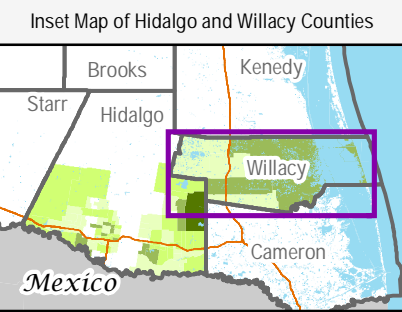 Inset Map of Hidalgo and Willacy Counties
Brooks
Kenedy
Starr
Hidalgo
Willacy
Cameron
Mexico